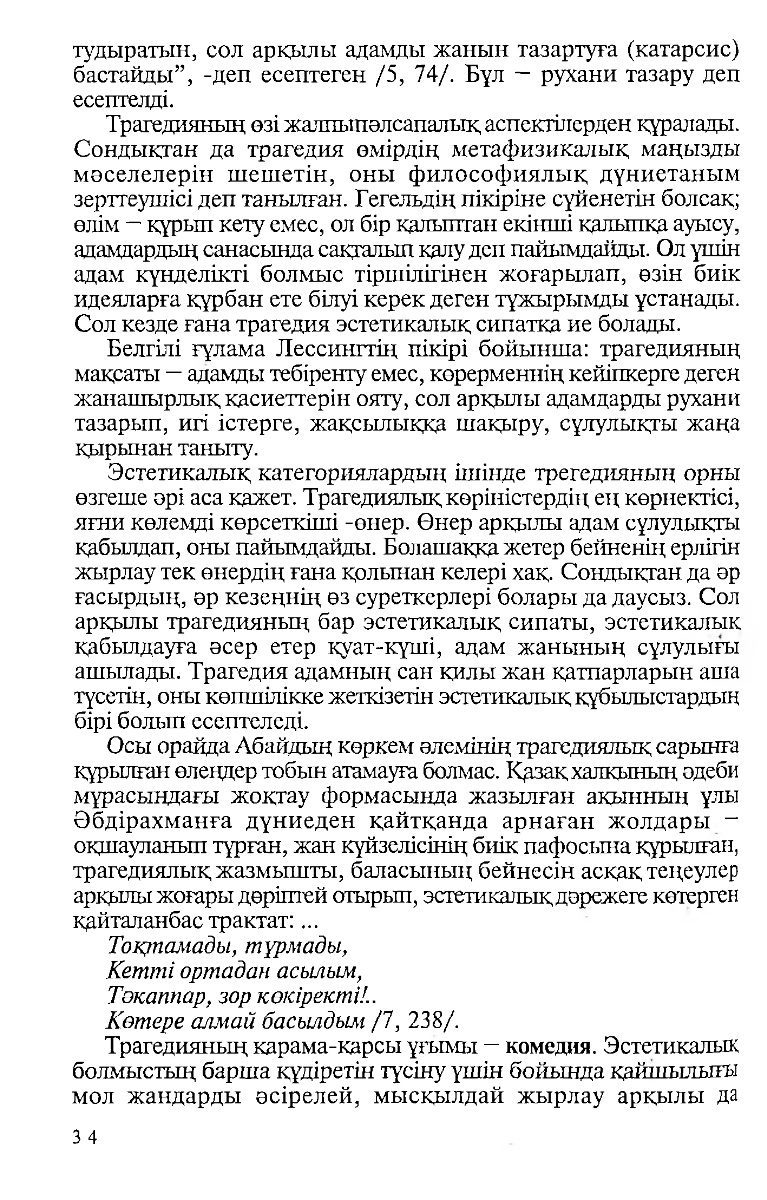 тудыратын, сол арқылы адамды жанын тазартуға (катарсис)
бастайды”, -деп есептеген /5, 74/. Бұл — рухани тазару деп
есептелді.
Трагедияның өзі жалпыпәлсапалық аспектілерден құралады.
Сондықтан да трагедия өмірдің метафизикалық маңызды
мәселелерін шешетін, оны философиялық дүниетаным
зерттеушісі деп танылған. Гегельдің пікіріне сүйенетін болсақ;
өлім — құрып кету емес, ол бір қалыптан екінші қалыпқа ауысу,
адамдардың санасында сақталып қалу деп пайымдайды. Ол үшін
адам күнделікті болмыс тіршілігінен жоғарылап, өзін биік
идеяларға құрбан ете білуі керек деген тұжырымды ұстанады.
Сол кезде ғана трагедия эстетикалық сипатқа ие болады.
Белгілі ғұлама Лессингтің пікірі бойынша: трагедияның
мақсаты — адамды тебіренту емес, көрерменнің кейіпкерге деген
жанашырлық қасиеттерін ояту, сол арқылы адамдарды рухани
тазарып, игі істерге, жақсылыққа шақыру, сұлулықты жаңа
қырынан таныту.
Эстетикалық категориялардың ішінде трегедияның орны
өзгеше әрі аса қажет. Трагедиялық көріністердің ең көрнектісі,
яғни көлемді көрсеткіші -өнер. Өнер арқылы адам сұлулықты
қабылдап, оны пайымдайды. Болашаққа жетер бейненің ерлігін
жырлау тек өнердің ғана қолынан келері хақ. Сондықтан да әр
ғасырдың, әр кезеңнің өз суреткерлері болары да даусыз. Сол
арқылы трагедияның бар эстетикалық сипаты, эстетикалық
қабылдауға әсер етер қуат-күші, адам жанының сұлулығы
ашылады. Трагедия адамның сан қилы жан қатпарларын аша
түсетін, оны көпшілікке жеткізетін эстетикалық құбылыстардың
бірі болып есептеледі.
Осы орайда Абайдың көркем әлемінің трагедиялық сарынға
құрылған өлеңдер тобын атамауға болмас. Қазақ халқының әдеби
мұрасындағы жоқтау формасында жазылған ақынның ұлы
Әбдірахманға дүниеден қайтқанда арнаған жолдары —
оқшауланып тұрған, жан күйзелісінің биік пафосына құрылған,
трагедиялық жазмышты, баласының бейнесін асқақ теңеулер
арқылы жоғары дәріптей отырып, эстетикалық дәрежеге көтерген
қайталанбас трактат: ...
Тоқтамады, тұрмады,
Кетті ортадан асылым,
Тәкаппар, зор көкіректі!..
Көтере алмай басылдым /7, 238/.
Трагедияның қарама-қарсы ұғымы — комедия. Эстетикалық
болмыстың барша құдіретін түсіну үшін бойында қайшылығы
мол жандарды әсірелей, мысқылдай жырлау арқылы да
34